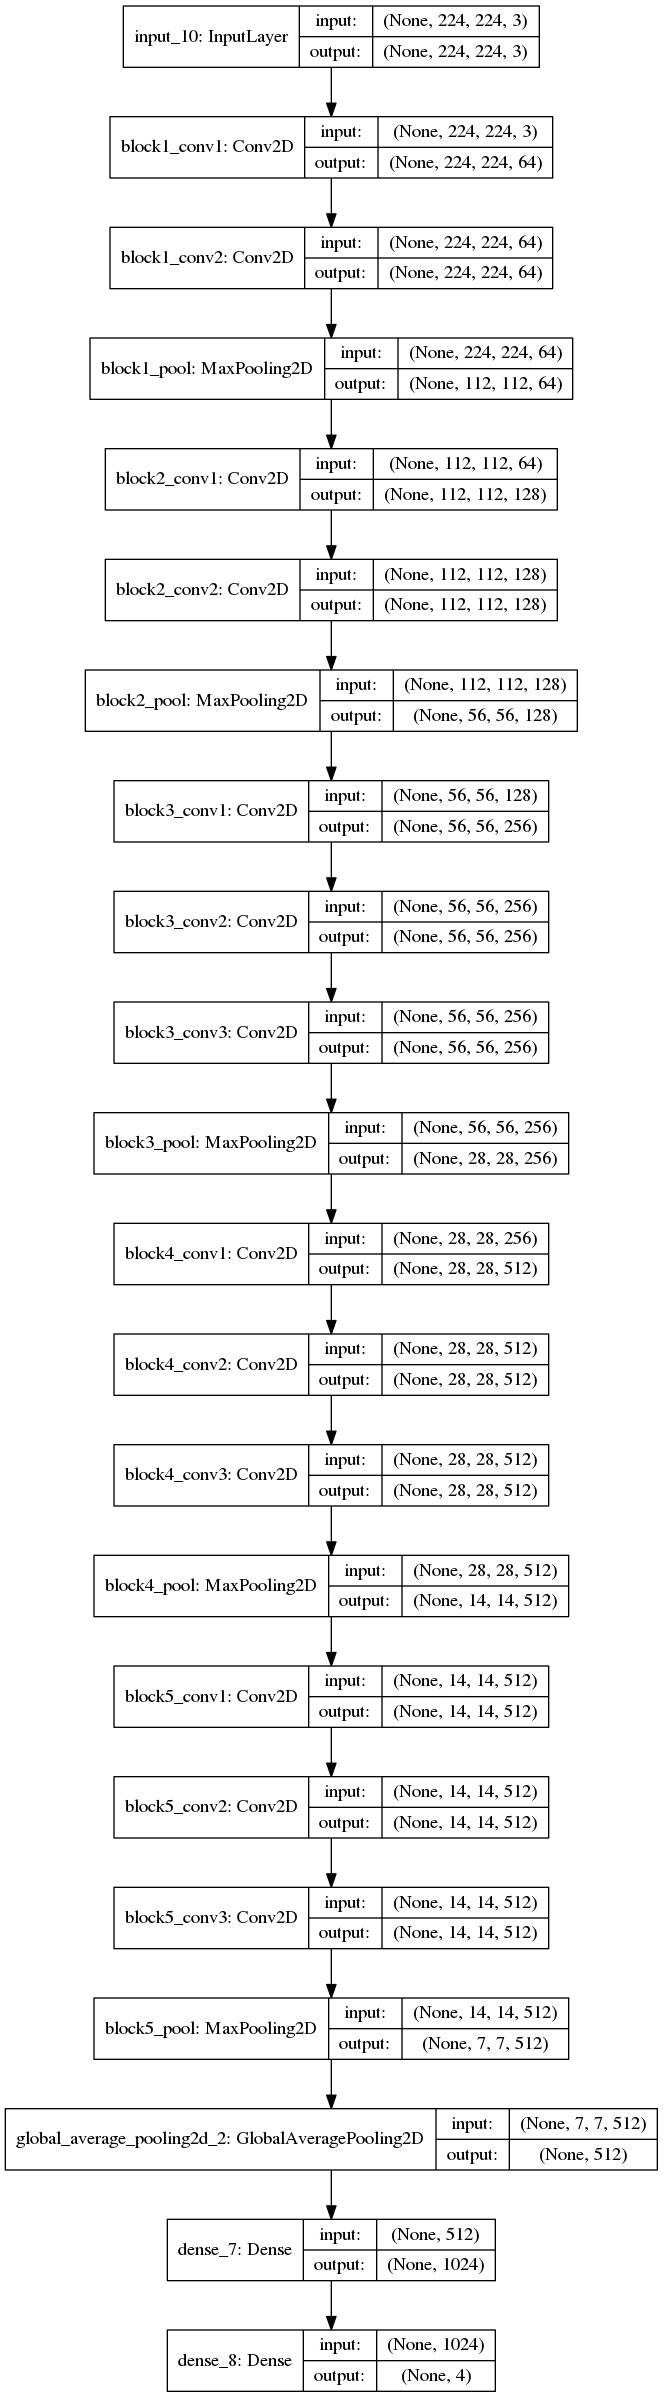 input_10: InputLayer
input: (None, 224, 224, 3)
output: (None, 224, 224, 3)
block1_conv1: Conv2D
input: (None, 224, 224, 3)
output: (None, 224, 224, 64)
block1_conv2: Conv2D
input: (None, 224, 224, 64)
output: (None, 224, 224, 64)
block1_pool: MaxPooling2D
input: (None, 224, 224, 64)
output: (None, 112, 112, 64)
block2_conv1: Conv2D
input: (None, 112, 112, 64)
output: (None, 112, 112, 128)
block2_conv2: Conv2D
input: (None, 112, 112, 128)
output: (None, 112, 112, 128)
block2_pool: MaxPooling2D
input: (None, 112, 112, 128)
output: (None, 56, 56, 128)
block3_conv1: Conv2D
input: (None, 56, 56, 128)
output: (None, 56, 56, 256)
block3_conv2: Conv2D
input: (None, 56, 56, 256)
output: (None, 56, 56, 256)
block3_conv3: Conv2D
input: (None, 56, 56, 256)
output: (None, 56, 56, 256)
block3_pool: MaxPooling2D
input: (None, 56, 56, 256)
output: (None, 28, 28, 256)
block4_conv1: Conv2D
input: (None, 28, 28, 256)
output: (None, 28, 28, 512)
block4_conv2: Conv2D
input: (None, 28, 28, 512)
output: (None, 28, 28, 512)
block4_conv3: Conv2D
input: (None, 28, 28, 512)
output: (None, 28, 28, 512)
block4_pool: MaxPooling2D
input: (None, 28, 28, 512)
output: (None, 14, 14, 512)
block5_conv1: Conv2D
input: (None, 14, 14, 512)
output: (None, 14, 14, 512)
block5_conv2: Conv2D
input: (None, 14, 14, 512)
output: (None, 14, 14, 512)
block5_conv3: Conv2D
input: (None, 14, 14, 512)
output: (None, 14, 14, 512)
block5_pool: MaxPooling2D
input: (None, 14, 14, 512)
output: (None, 7, 7, 512)
global_average_pooling2d_2: GlobalAveragePooling2D
input: (None, 7, 7, 512)
output: (None, 512)
dense_7: Dense
input: (None, 512)
output: (None, 1024)
dense_8: Dense
input: (None, 1024)
output: (None, 4)